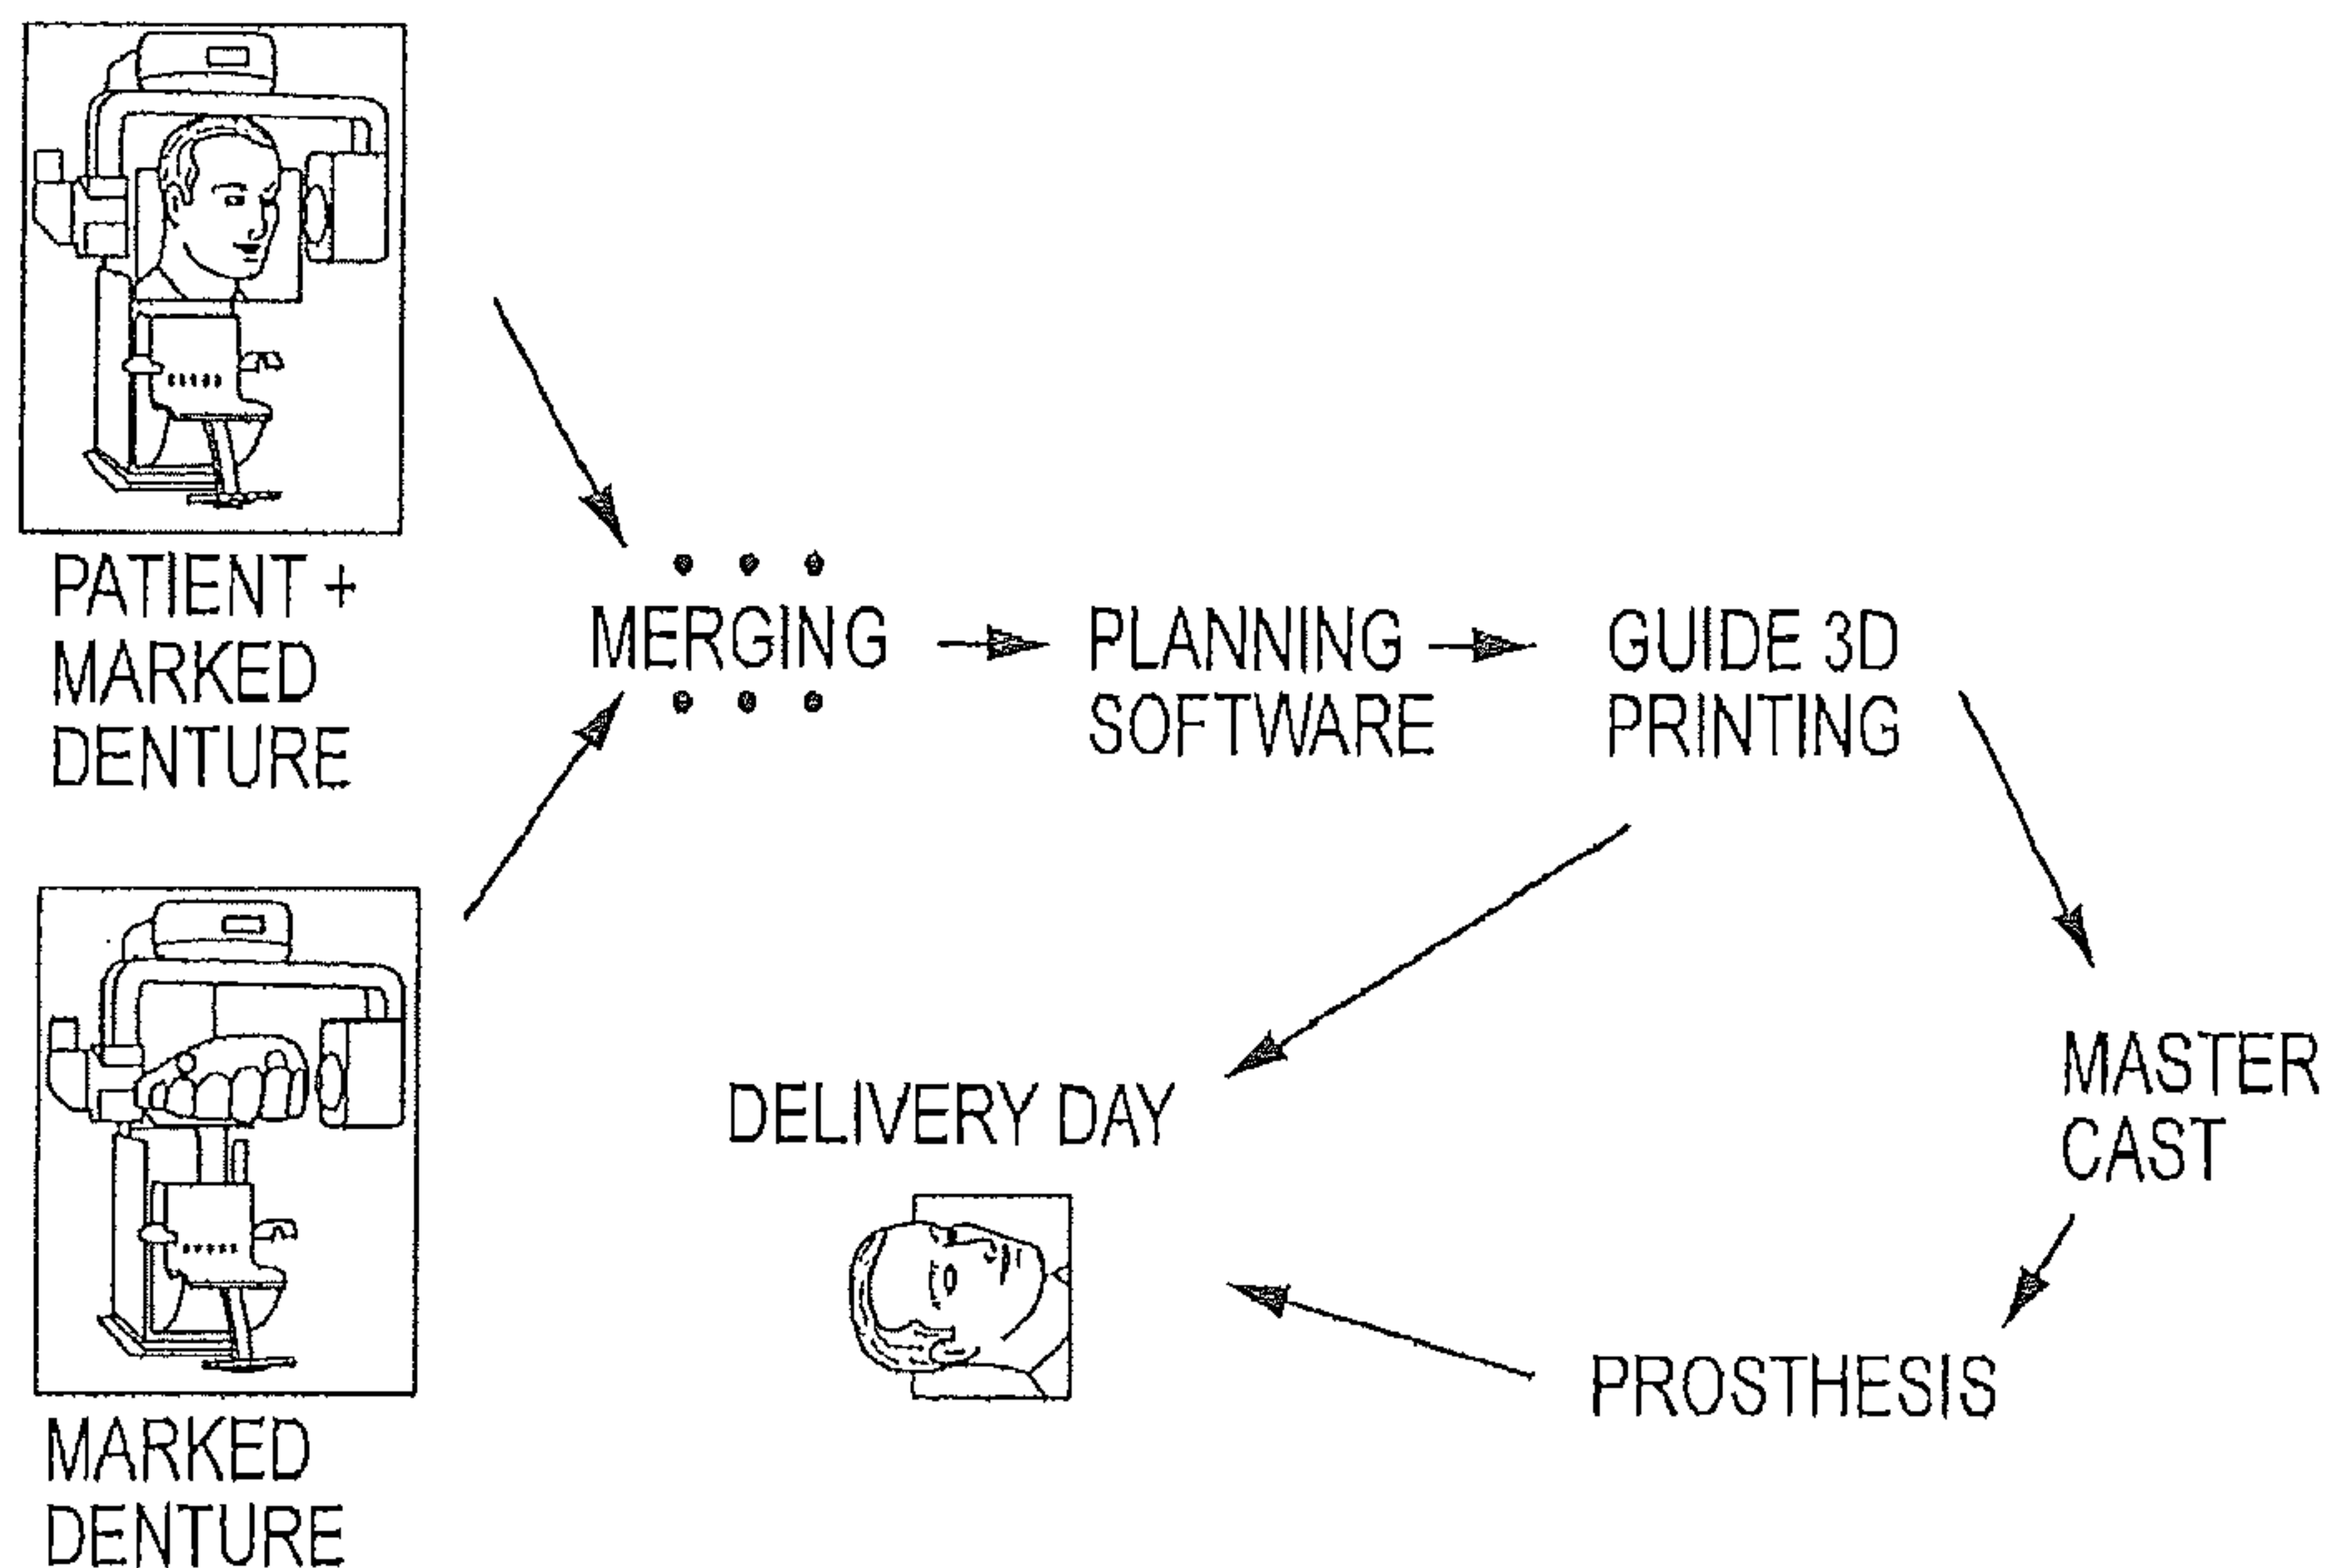 PATIENT +
MARKED
DENTURE
MERGING
PLANNING
SOFTWARE
GUIDE 3D
PRINTING
DELIVERY DAY
MASTER
CAST
PROSTHESIS
MARKED
DENTURE